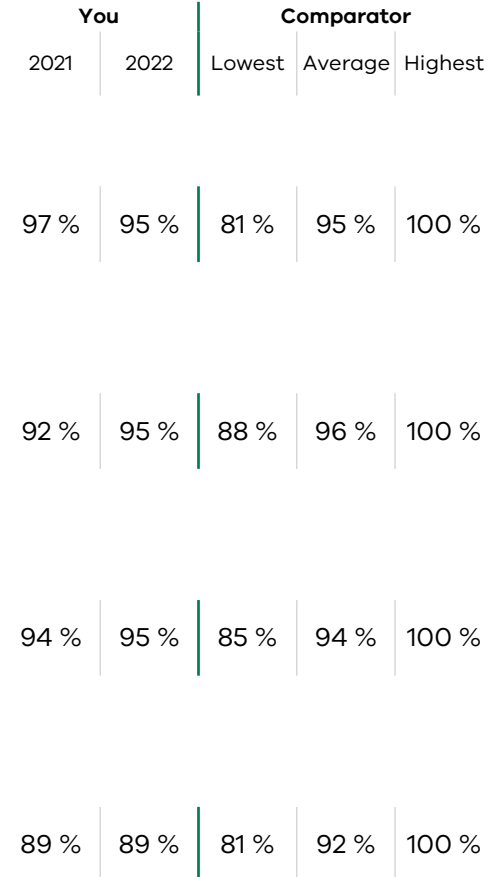 You Comparator
2021 2022 Lowest Average Highest
97 % 95 % 81 % 95 % 100 %
92 % 95 % 88 % 96 % 100 %
94 % 95 % 85 % 94 % 100 %
89 % 89 % 81 % 92 % 100 %